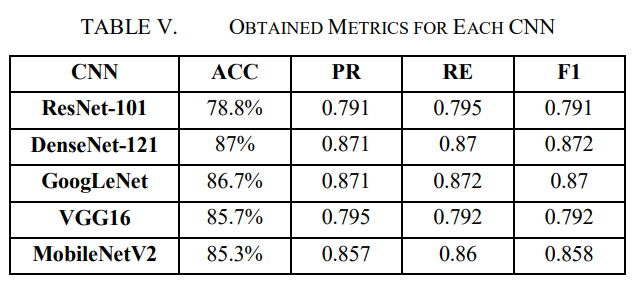 TABLE V. OBTAINED METRICS FOR EACH CNN
CNN ACC PR RE F1
ResNet-101 78.8% 0.791 0.795 0.791
DenseNet-121 87% 0.871 0.87 0.872
GoogLeNet 86.7% 0.871 0.872 0.87
VGG16 85.7% 0.795 0.792 0.792
MobileNetV2 85.3% 0.857 0.86 0.858